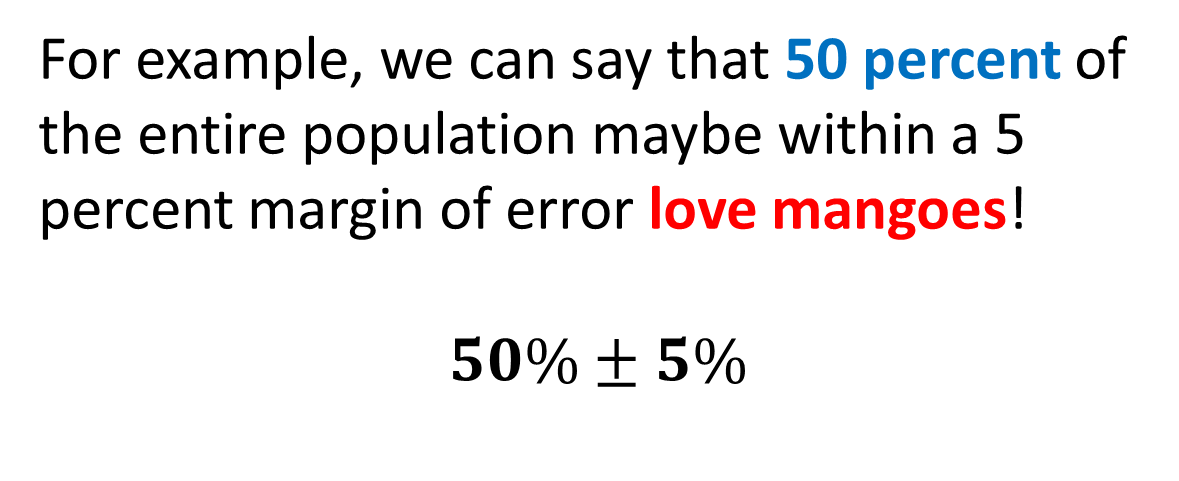 For example, we can say that 50 percent of
the entire population maybe within a 5
percent margin of error love mangoes!
50% ± 5%